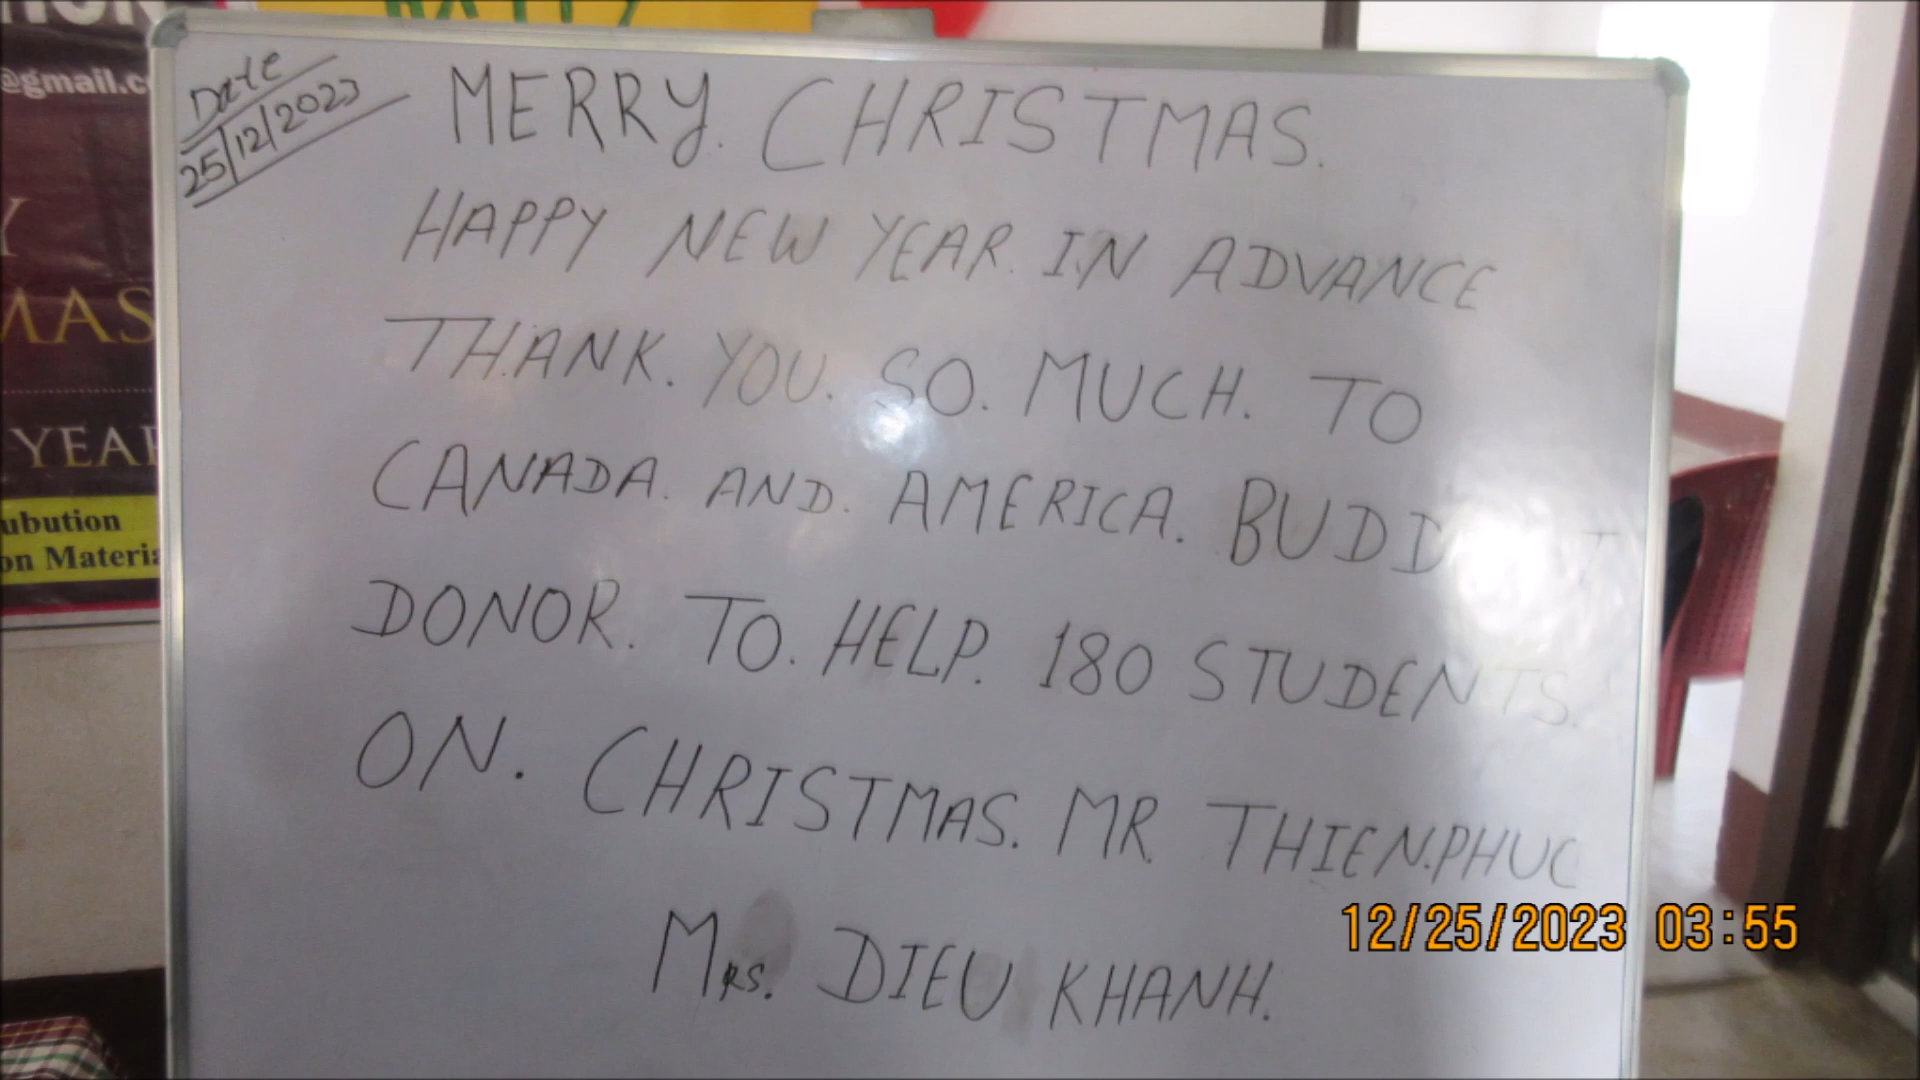 Date
25/12/2023
MERRY. CHRISTMAS.
HAPPY NEW YEAR. IN ADVANCE
THANK. YOU. SO. MUCH. TO
CANADA. AND. AMERICA.
DONOR. TO. HELP. 180 STUDENTS.
ON. CHRISTMAS. MR. THIEN.PHUC
Mrs. DIEU KHANH.
@gmail.c
Y
MAS
YEAR
ubution
on Materia
12/25/2023 03:55